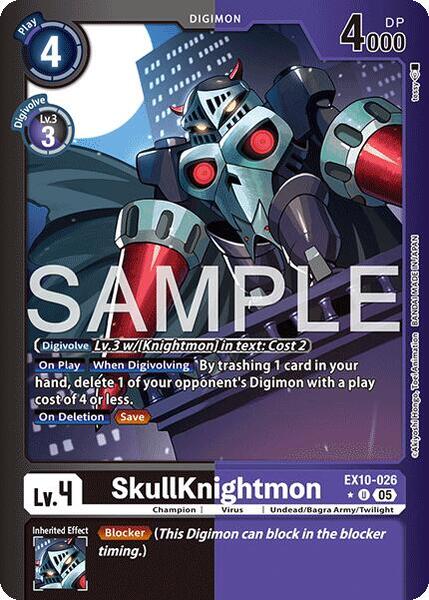 Play
4
DIGIMON
DP
4000
Digivolve
Lv.3
3
tessy
SAMPLE
Digivolve Lv.3 w/[Knightmon] in text: Cost 2
On Play When Digivolving By trashing 1 card in your
hand, delete 1 of your opponent's Digimon with a play
cost of 4 or less.
On Deletion Save
©Akiyoshi Hongo, Toei Animation BANDAI MADE IN JAPAN
Lv.4
SkullKnightmon
EX10-026
U 05
Champion | Virus | Undead/Bagra Army/Twilight
Inherited Effect
Blocker (This Digimon can block in the blocker
timing.)